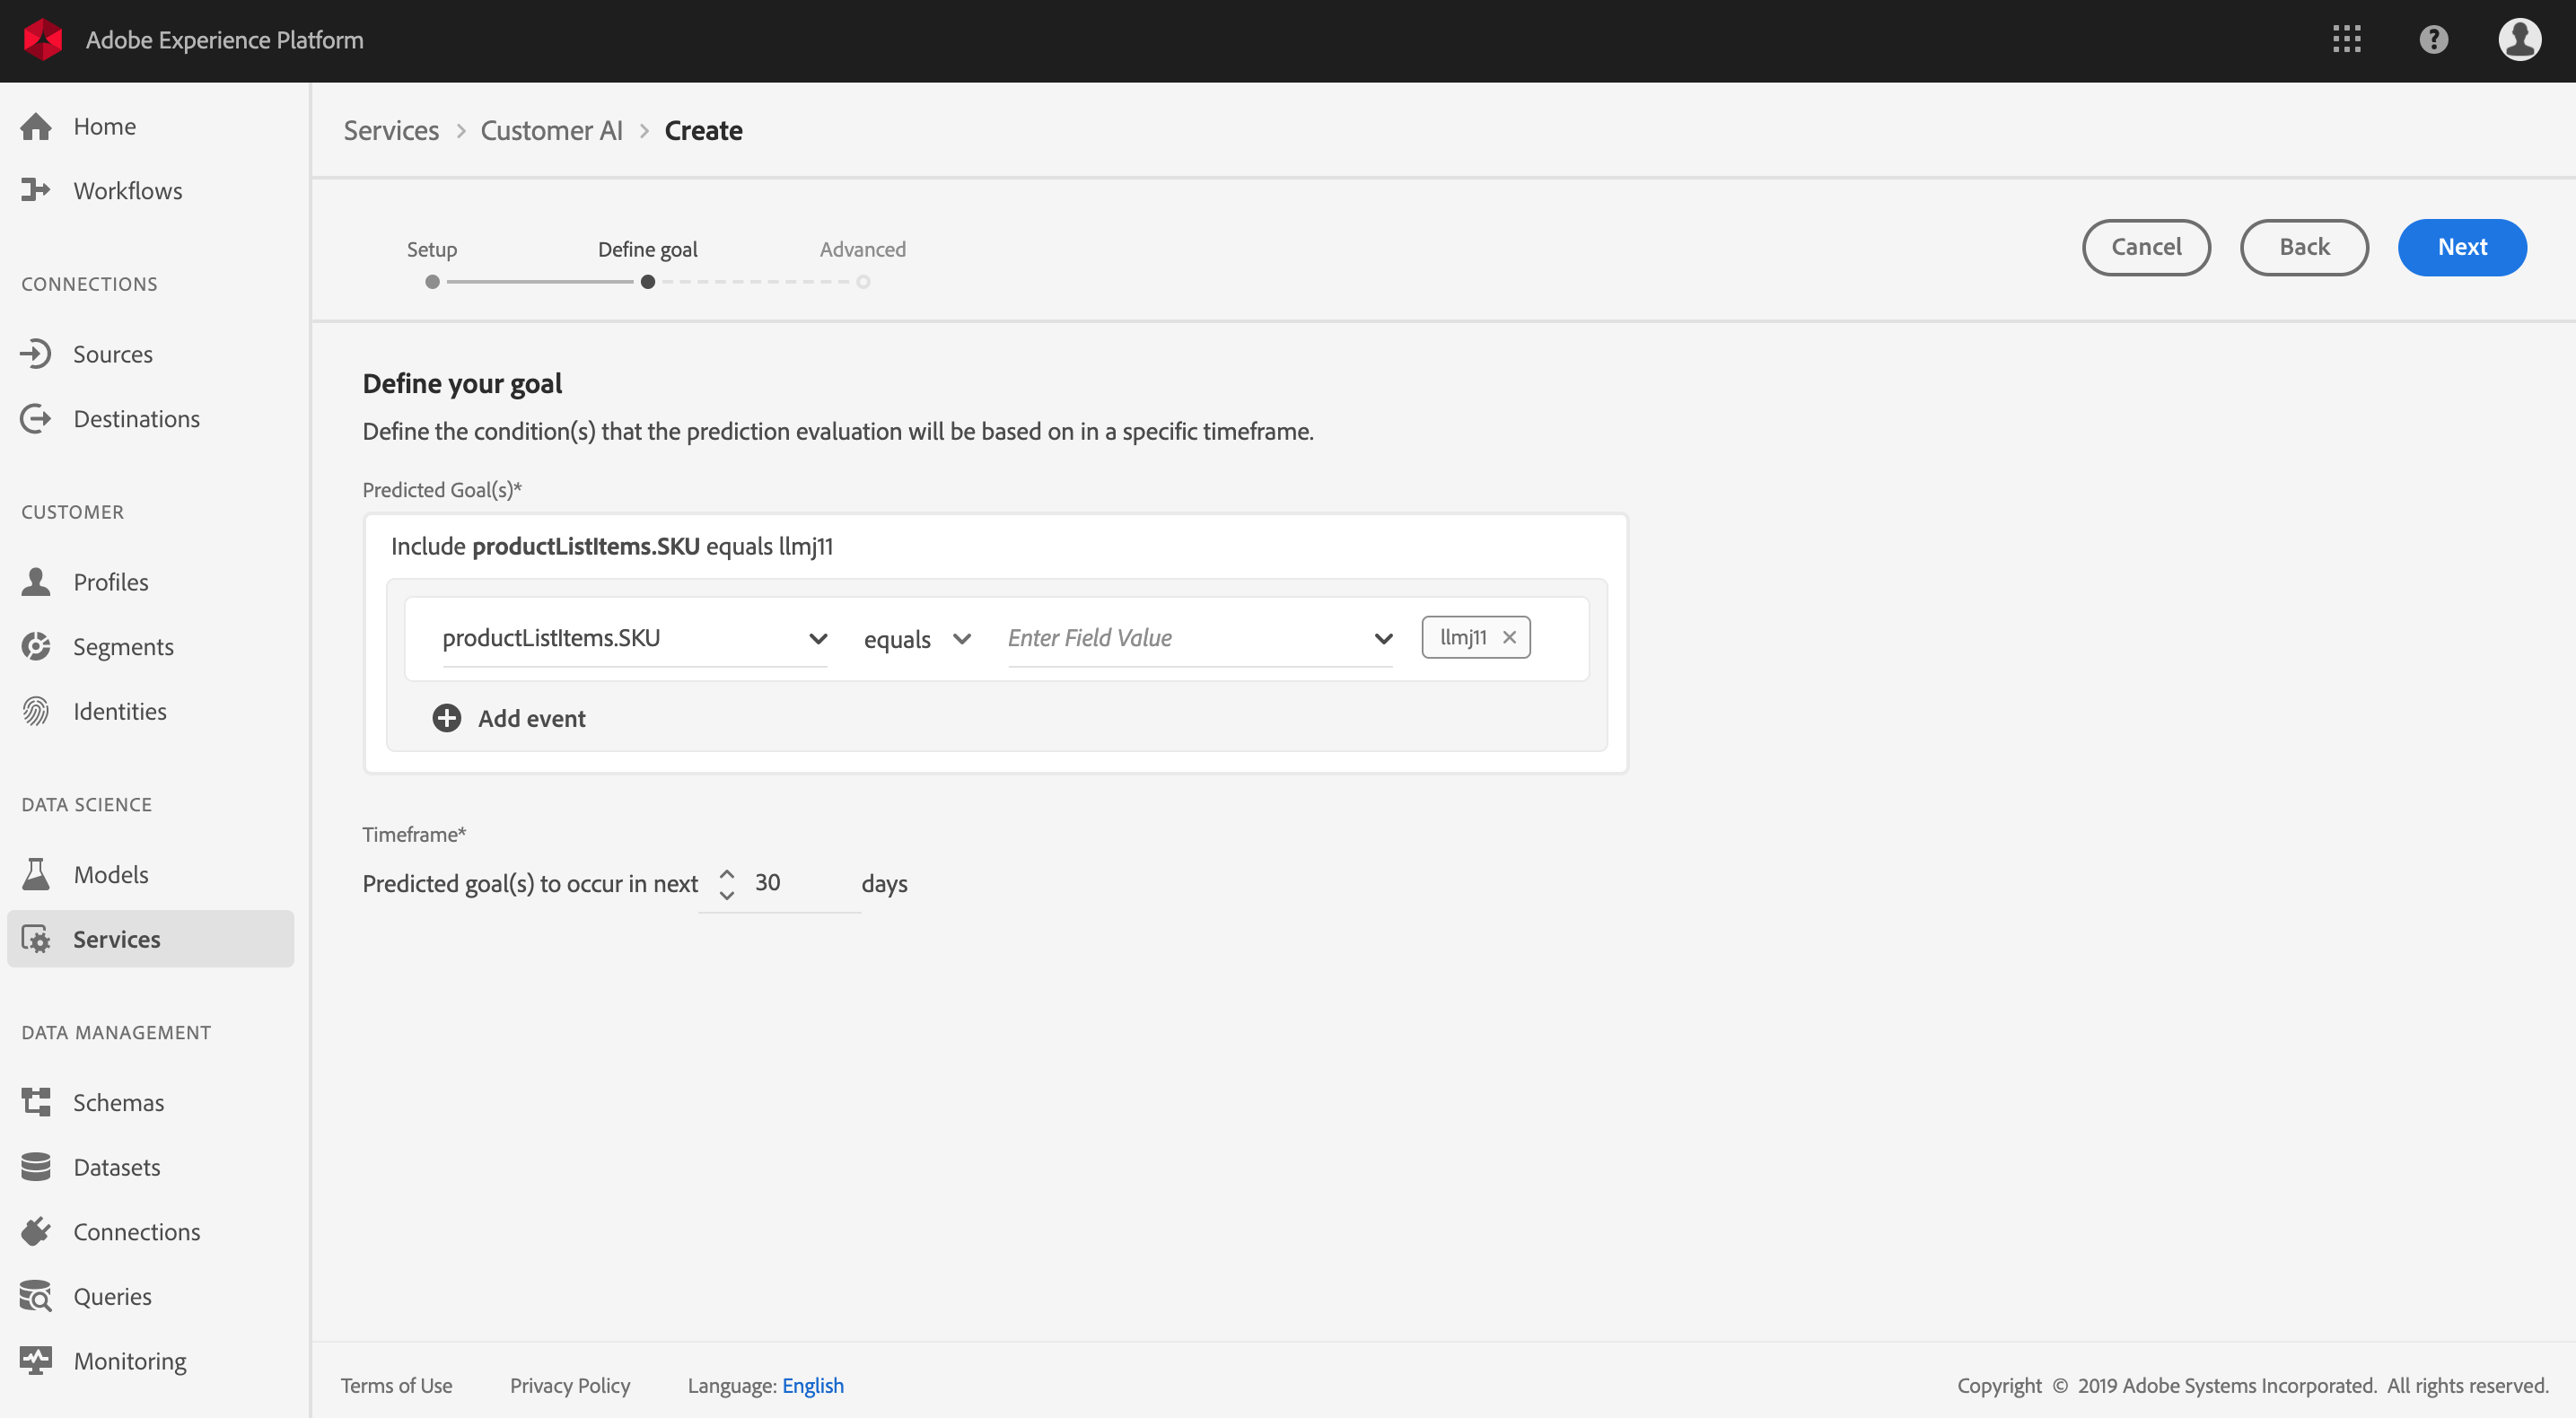 Adobe Experience Platform
?
Home
Workflows
CONNECTIONS
Sources
Destinations
CUSTOMER
Profiles
Segments
Identities
DATA SCIENCE
Models
Services
DATA MANAGEMENT
Schemas
Datasets
Connections
Queries
Monitoring
Services > Customer AI > Create
Setup Define goal Advanced
Cancel Back Next
Define your goal
Define the condition(s) that the prediction evaluation will be based on in a specific timeframe.
Predicted Goal(s)*
Include productListItems.SKU equals llmj11
productListItems.SKU equals Enter Field Value llmj11
Add event
Timeframe*
Predicted goal(s) to occur in next 30 days
Terms of Use Privacy Policy Language: English Copyright © 2019 Adobe Systems Incorporated. All rights reserved.